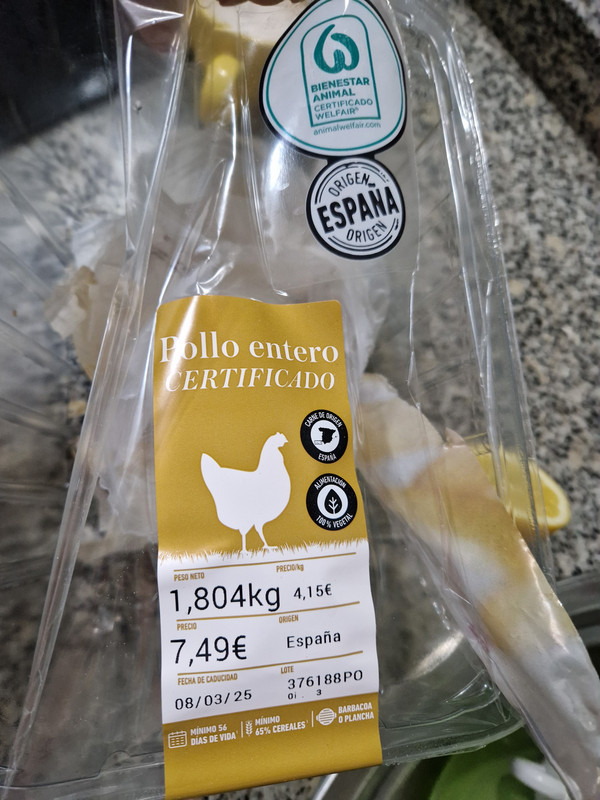 BIENESTAR
ANIMAL
CERTIFICADO
WELFAIR
animalwelfair.com
ORIGEN
ESPAÑA
ORIGEN
Pollo entero
CERTIFICADO
CARNE DE ORIGEN
ESPAÑA
ALIMENTACIÓN
100% VEGETAL
PESO NETO PRECIO/kg
1,804kg 4,15€
PRECIO ORIGEN
7,49€ España
FECHA DE CADUCIDAD LOTE
08/03/25 376188PO
3
MÍNIMO 56
DÍAS DE VIDA
MÍNIMO
65% CEREALES
BARBACOA
O PLANCHA